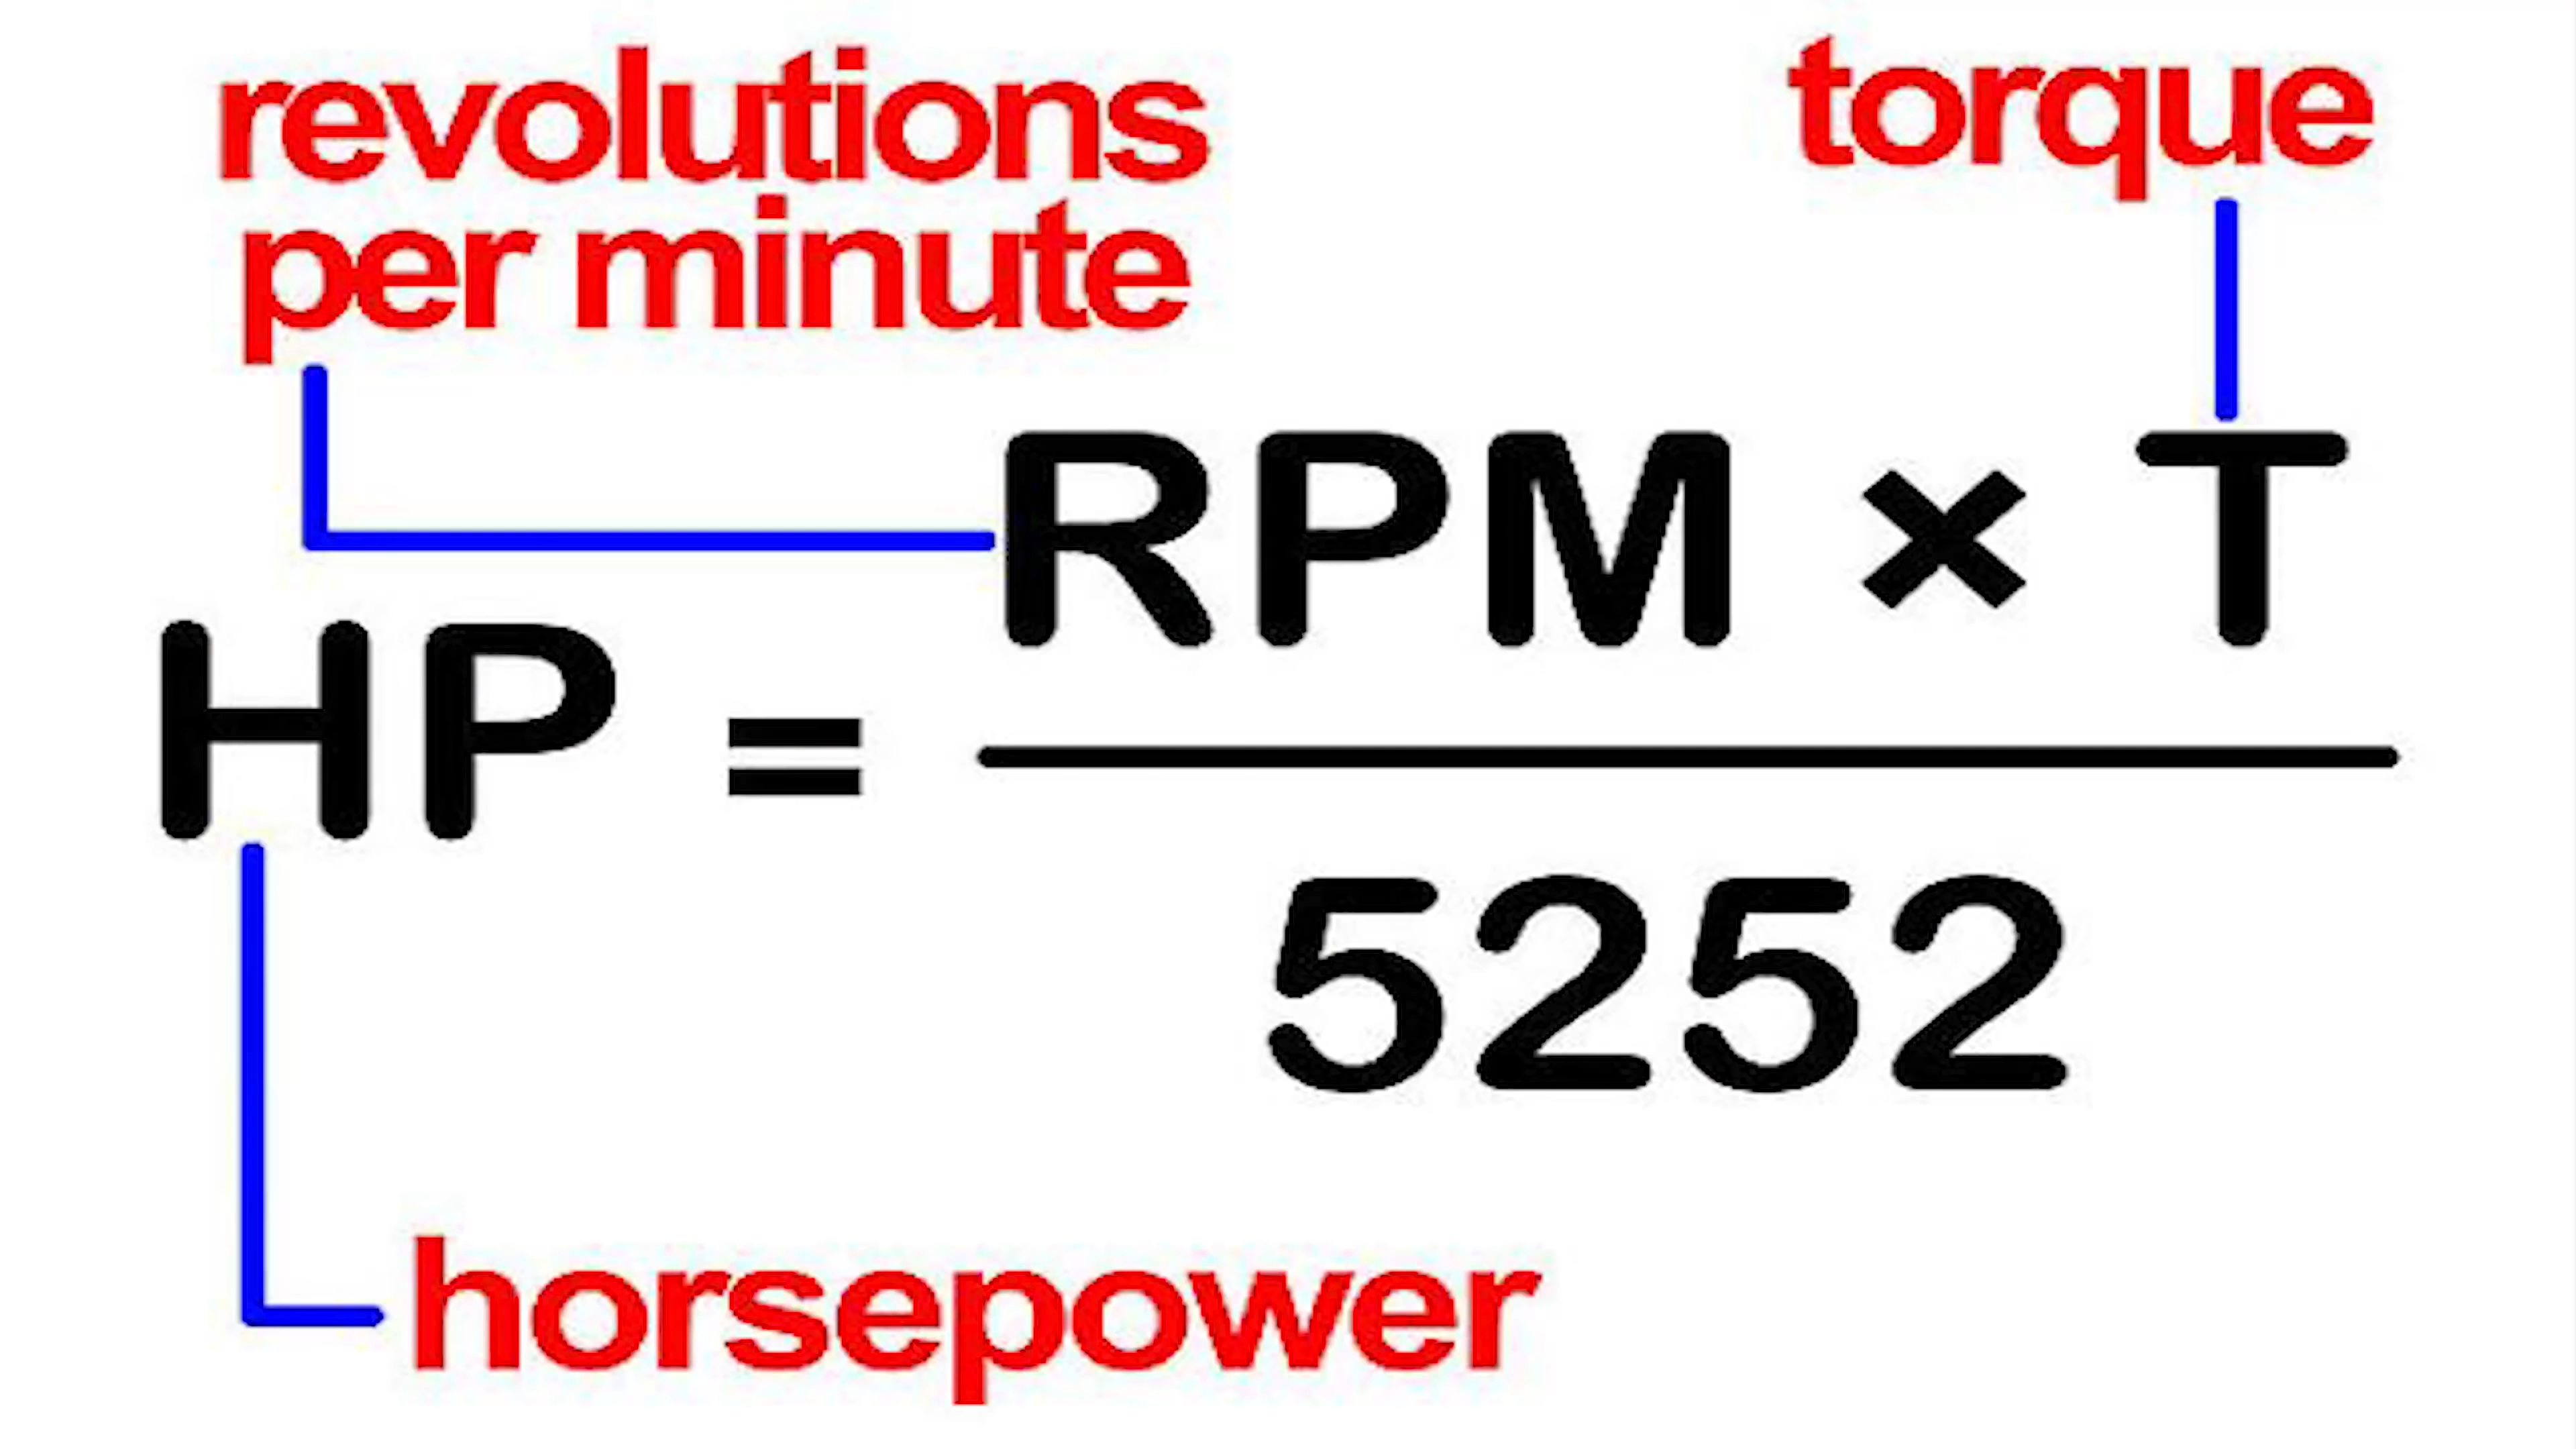 revolutions
per minute
torque
RPM × T
HP =
5252
horsepower